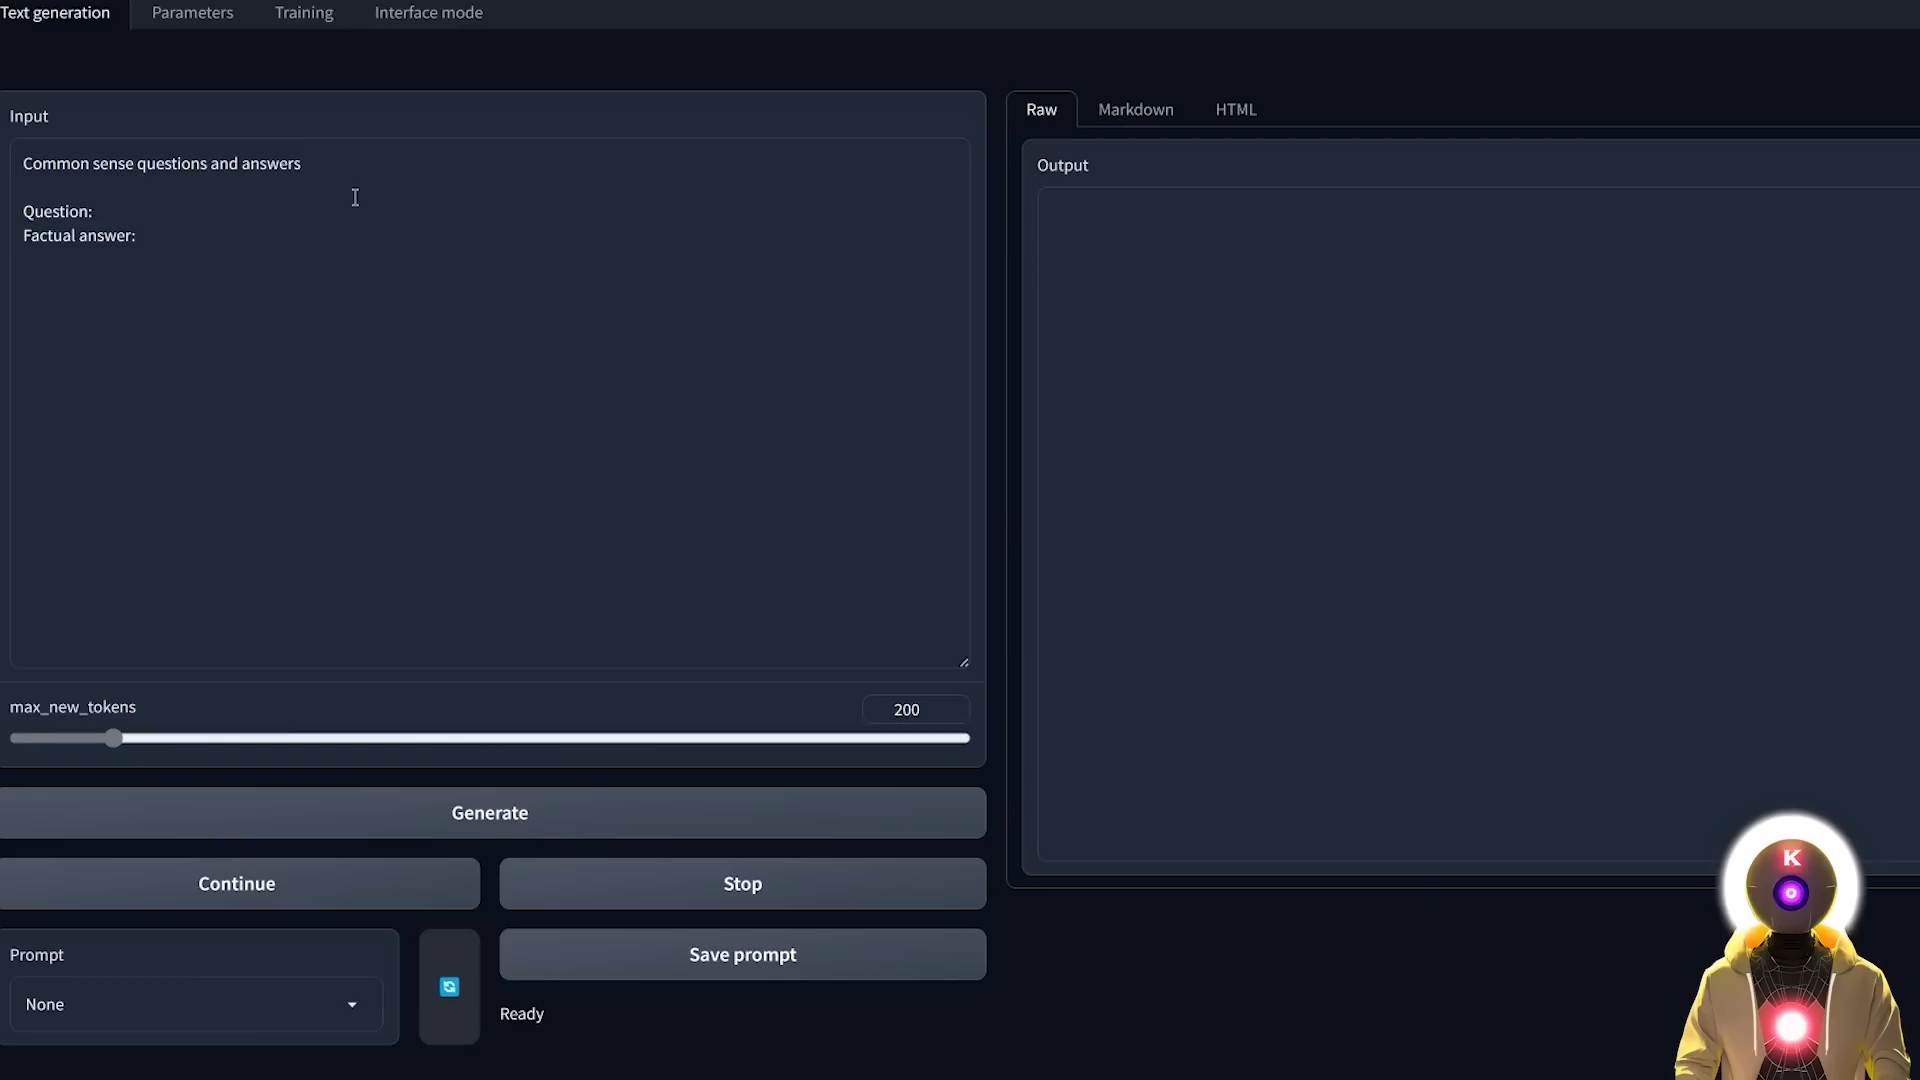 Text generation
Parameters
Training
Interface mode
Input
Common sense questions and answers
Question:
Factual answer:
max_new_tokens
200
Generate
Continue
Stop
Prompt
None
Save prompt
Ready
Raw
Markdown
HTML
Output
K